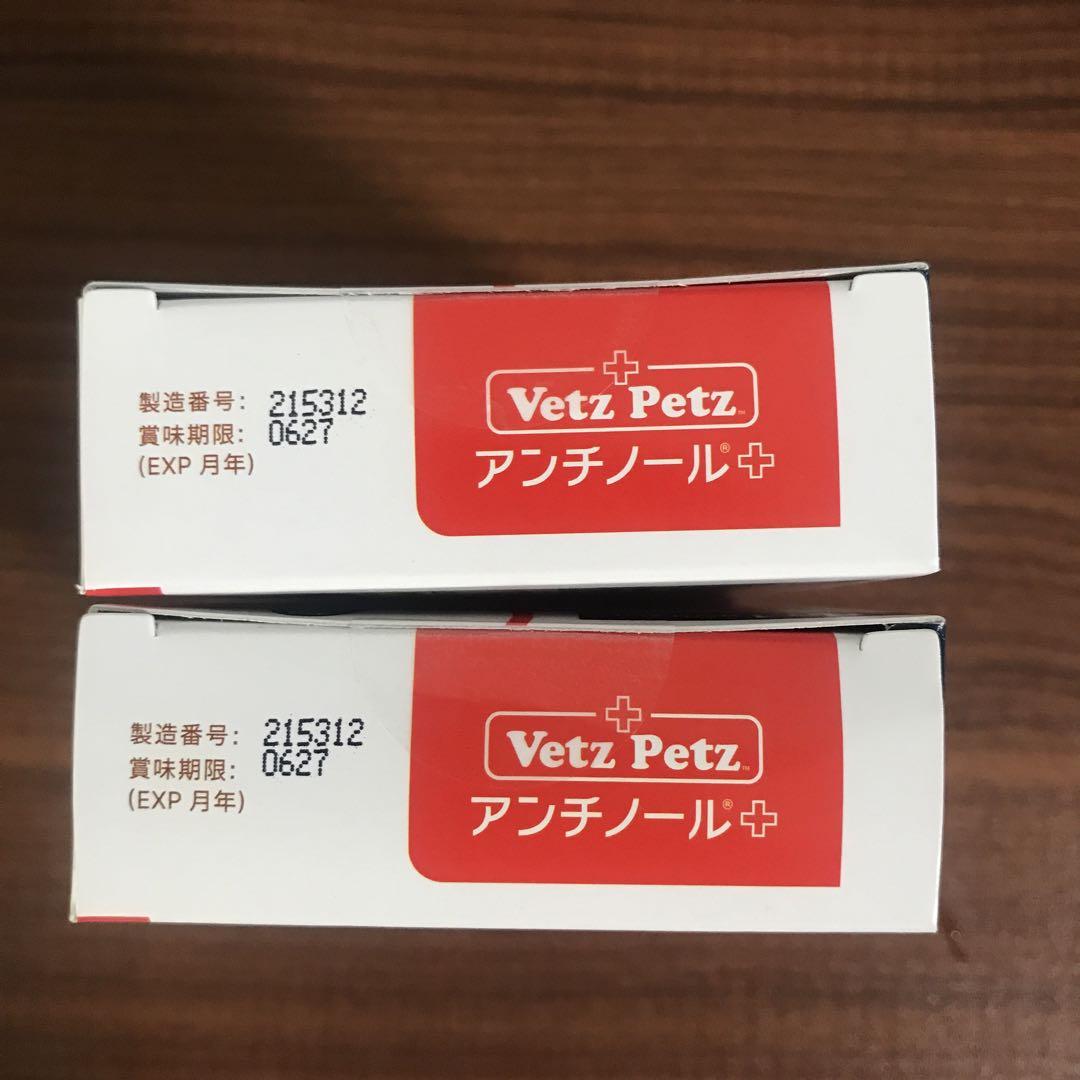 製造番号: 215312
賞味期限: 0627
(EXP 月年)
Vetz Petz™
アンチノール®+
製造番号: 215312
賞味期限: 0627
(EXP 月年)
Vetz Petz™
アンチノール®+